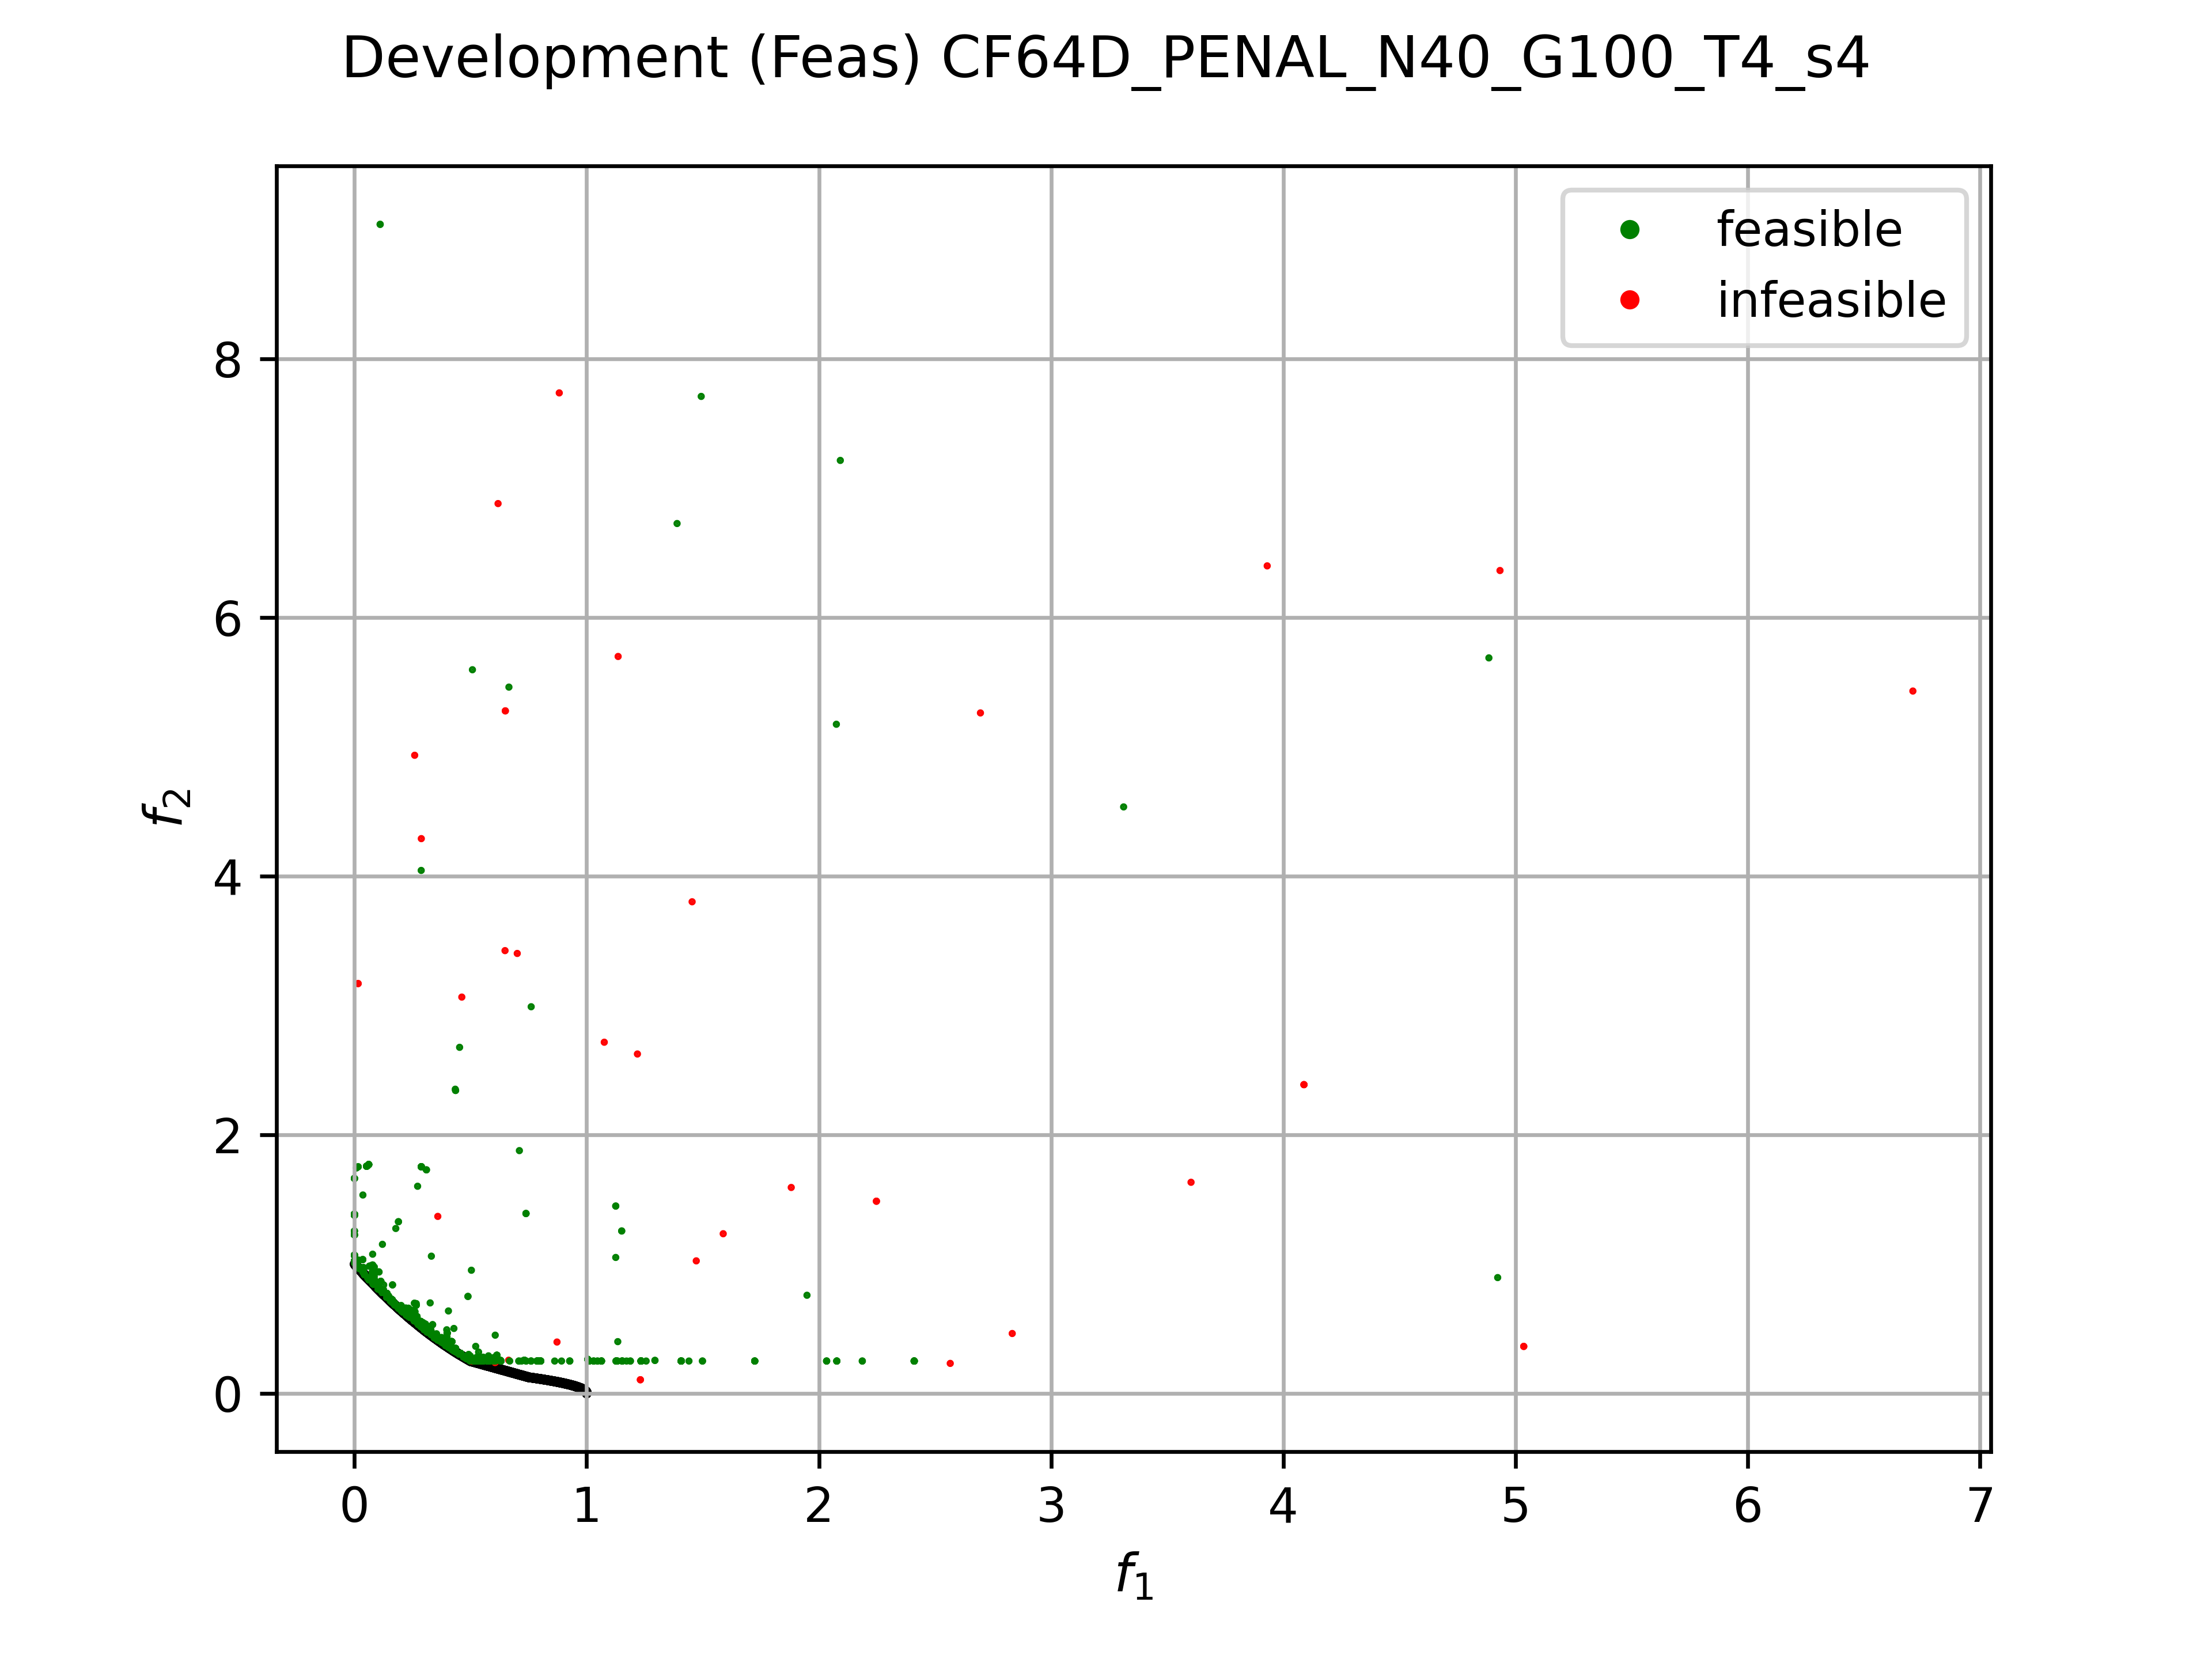 Development (Feas) CF64D_PENAL_N40_G100_T4_s4
feasible
infeasible
8
6
4
2
0
f2
0 1 2 3 4 5 6 7
f1